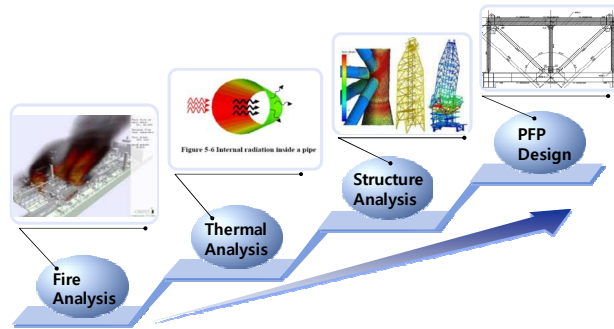 PFP
Design
Structure
Analysis
Figure 5-6 Internal radiation inside a pipe
Thermal
Analysis
Fire
Analysis